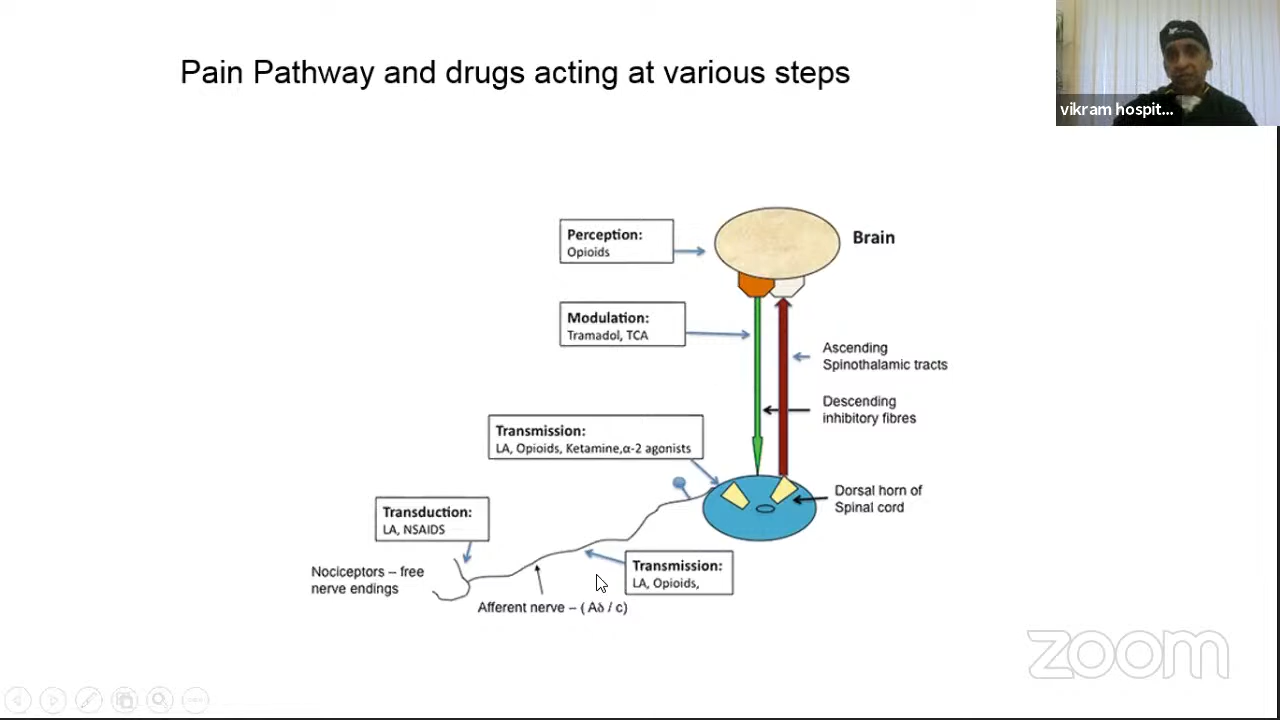 Pain Pathway and drugs acting at various steps
vikram hospit...
Perception:
Opioids
Brain
Modulation:
Tramadol, TCA
Ascending
Spinothalamic tracts
Descending
inhibitory fibres
Transmission:
LA, Opioids, Ketamine,α-2 agonists
Dorsal horn of
Spinal cord
Transduction:
LA, NSAIDS
Nociceptors – free
nerve endings
Transmission:
LA, Opioids,
Afferent nerve – ( Aδ / c)
zoom